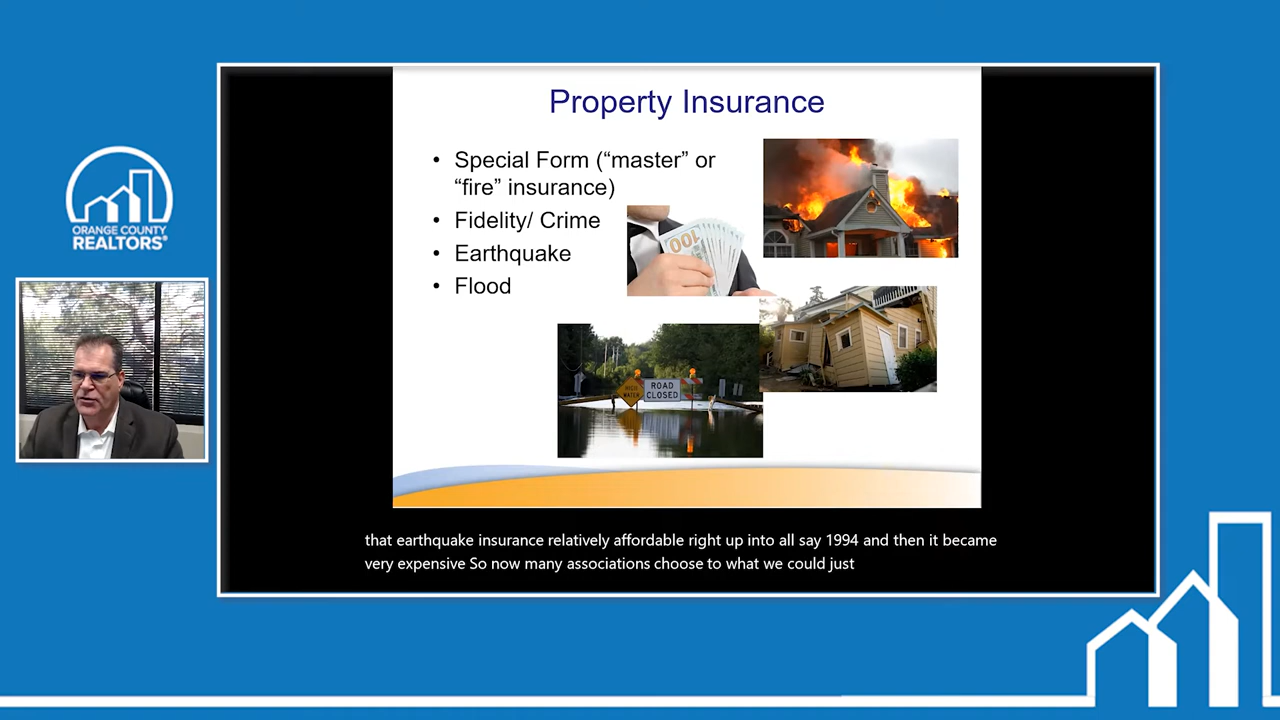 Property Insurance
• Special Form (“master” or
“fire” insurance)
• Fidelity/ Crime
• Earthquake
• Flood
100
HIGH
WATER
ROAD
CLOSED
ORANGE COUNTY
REALTORS®
that earthquake insurance relatively affordable right up into all say 1994 and then it became
very expensive So now many associations choose to what we could just